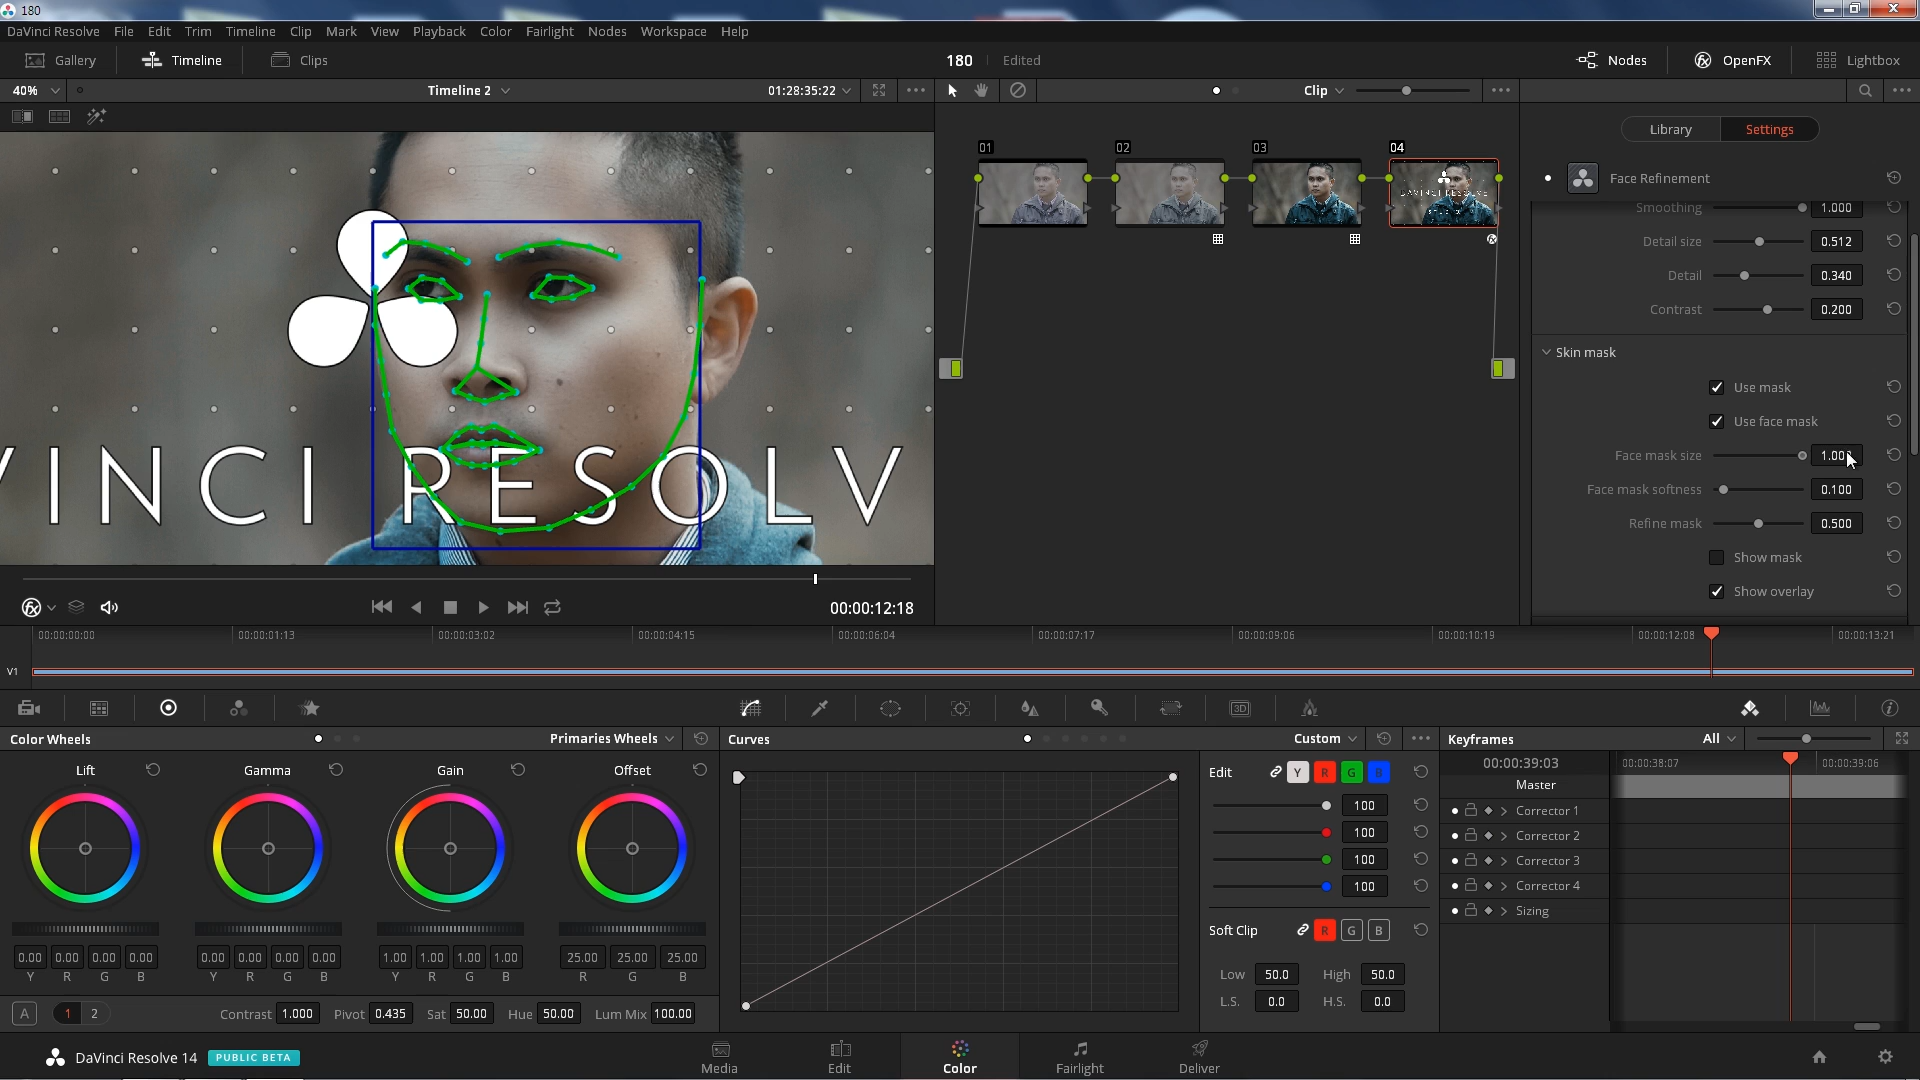 180
DaVinci Resolve File Edit Trim Timeline Clip Mark View Playback Color Fairlight Nodes Workspace Help
Gallery Timeline Clips 180 Edited Nodes OpenFX Lightbox
40% Timeline 2 01:28:35:22 Clip
Library Settings
01 02 03 04
Face Refinement
Smoothing 1.000
Detail size 0.512
Detail 0.340
Contrast 0.200
Skin mask
Use mask
Use face mask
Face mask size 1.00
Face mask softness 0.100
Refine mask 0.500
Show mask
Show overlay
VINCI RESOLV
DAVINCI RESOLVE
00:00:12:18
00:00:00:00 00:00:01:13 00:00:03:02 00:00:04:15 00:00:06:04 00:00:07:17 00:00:09:06 00:00:10:19 00:00:12:08 00:00:13:21
V1
3D
Color Wheels Primaries Wheels
Lift Gamma Gain Offset
0.00 0.00 0.00 0.00 0.00 0.00 0.00 0.00 1.00 1.00 1.00 1.00 25.00 25.00 25.00
Y R G B Y R G B Y R G B R G B
A 1 2 Contrast 1.000 Pivot 0.435 Sat 50.00 Hue 50.00 Lum Mix 100.00
Curves Custom
Edit Y R G B
100
100
100
100
Soft Clip R G B
Low 50.0 High 50.0
L.S. 0.0 H.S. 0.0
Keyframes All
00:00:39:03 00:00:38:07 00:00:39:06
Master
Corrector 1
Corrector 2
Corrector 3
Corrector 4
Sizing
DaVinci Resolve 14 PUBLIC BETA
Media Edit Color Fairlight Deliver